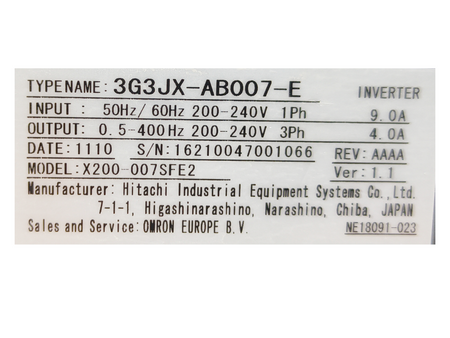 TYPENAME: 3G3JX-AB007-E INVERTER
INPUT : 50Hz/ 60Hz 200-240V 1Ph 9.0A
OUTPUT: 0.5-400Hz 200-240V 3Ph 4.0A
DATE: 1110 S/N: 16210047001066 REV: AAAA
MODEL: X200-007SFE2 Ver: 1.1
Manufacturer: Hitachi Industrial Equipment Systems Co., Ltd.
7-1-1, Higashinarashino, Narashino, Chiba, JAPAN
Sales and Service: OMRON EUROPE B.V. NE18091-023